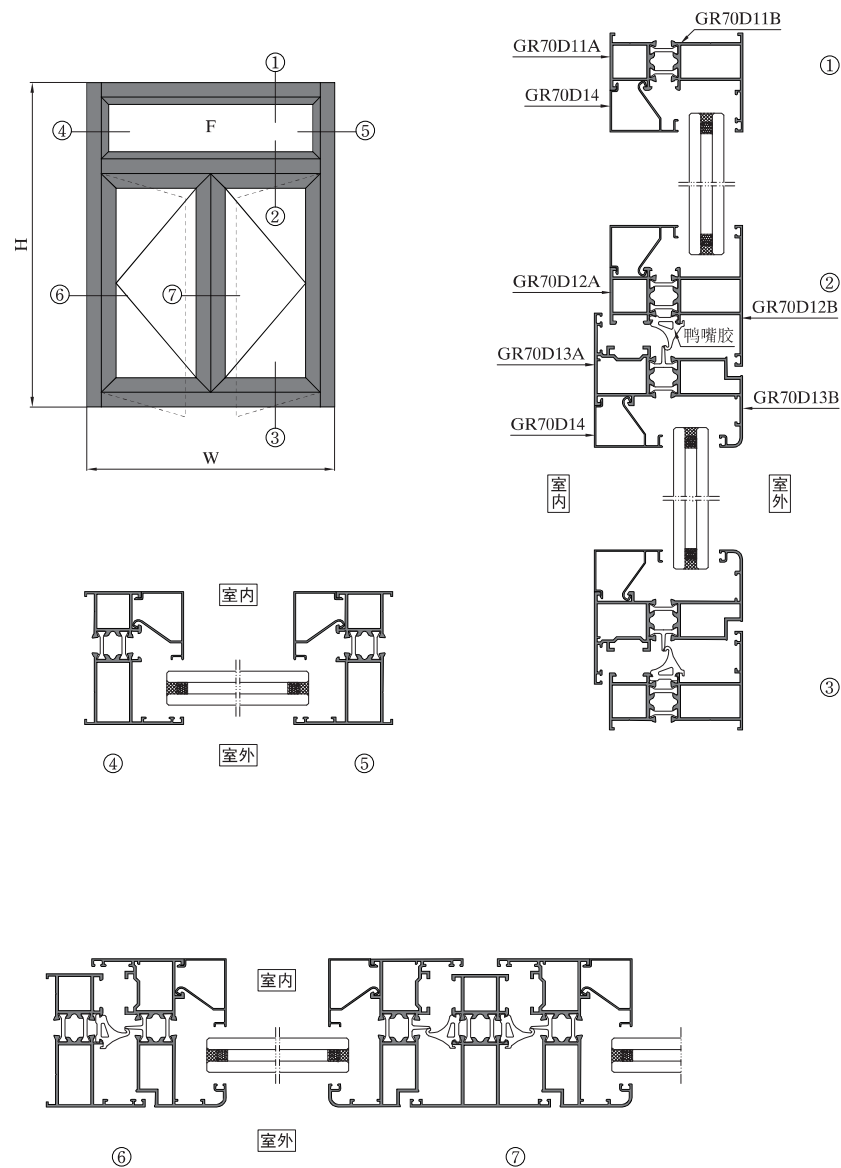 GR70D11B
GR70D11A
①
GR70D14
①
④
F
⑤
②
H
⑥
⑦
③
W
GR70D12A
②
GR70D12B
鸭嘴胶
GR70D13A
GR70D13B
GR70D14
室内
室外
③
室内
室外
④
⑤
室内
室外
⑥
⑦